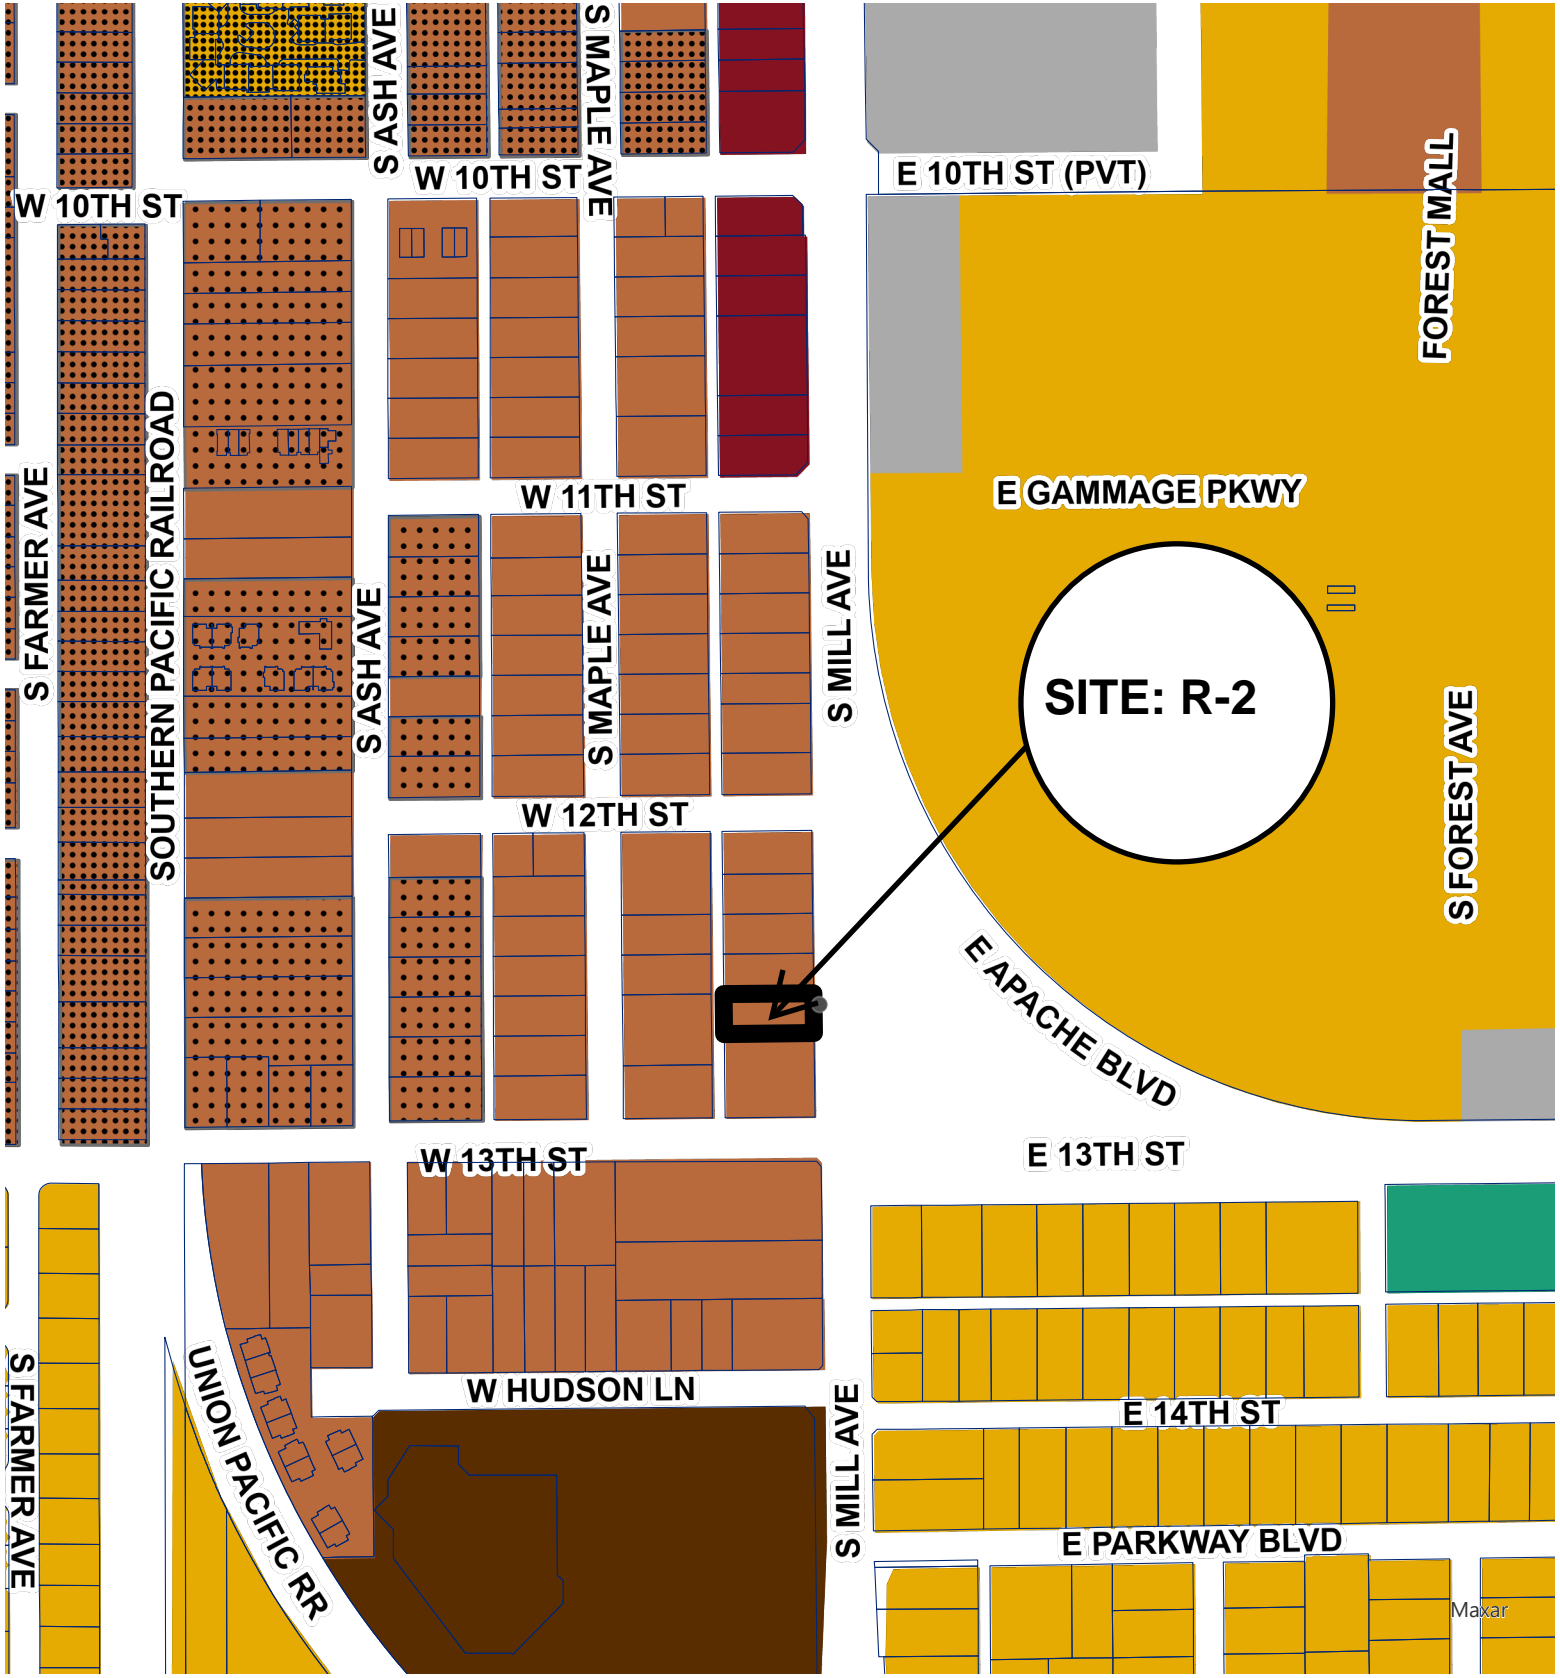 S ASH AVE
S MAPLE AVE
W 10TH ST
E 10TH ST (PVT)
W 10TH ST
FOREST MALL
S FARMER AVE
SOUTHERN PACIFIC RAILROAD
W 11TH ST
E GAMMAGE PKWY
S ASH AVE
S MAPLE AVE
S MILL AVE
SITE: R-2
S FOREST AVE
W 12TH ST
E APACHE BLVD
W 13TH ST
E 13TH ST
S FARMER AVE
UNION PACIFIC RR
W HUDSON LN
S MILL AVE
E 14TH ST
E PARKWAY BLVD
Maxar